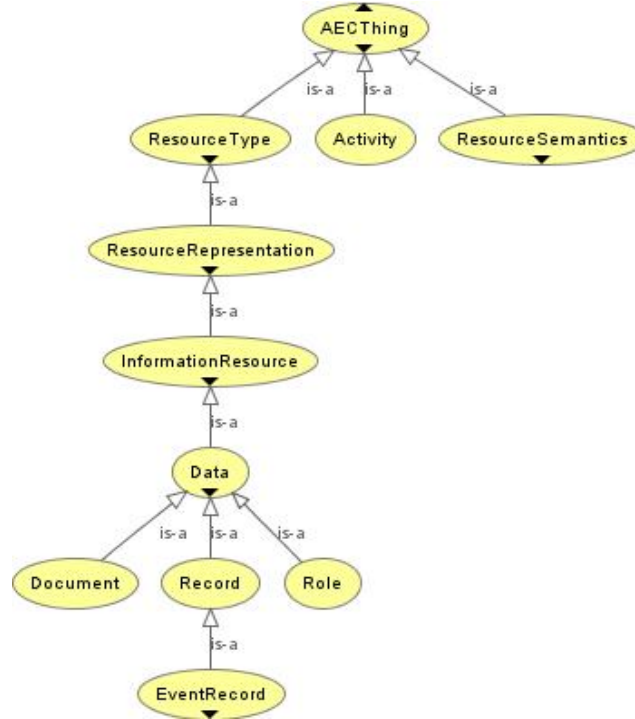 AECThing
is-a
is-a
is-a
ResourceType
Activity
ResourceSemantics
is-a
ResourceRepresentation
is-a
InformationResource
is-a
Data
is-a
is-a
is-a
Document
Record
Role
is-a
EventRecord